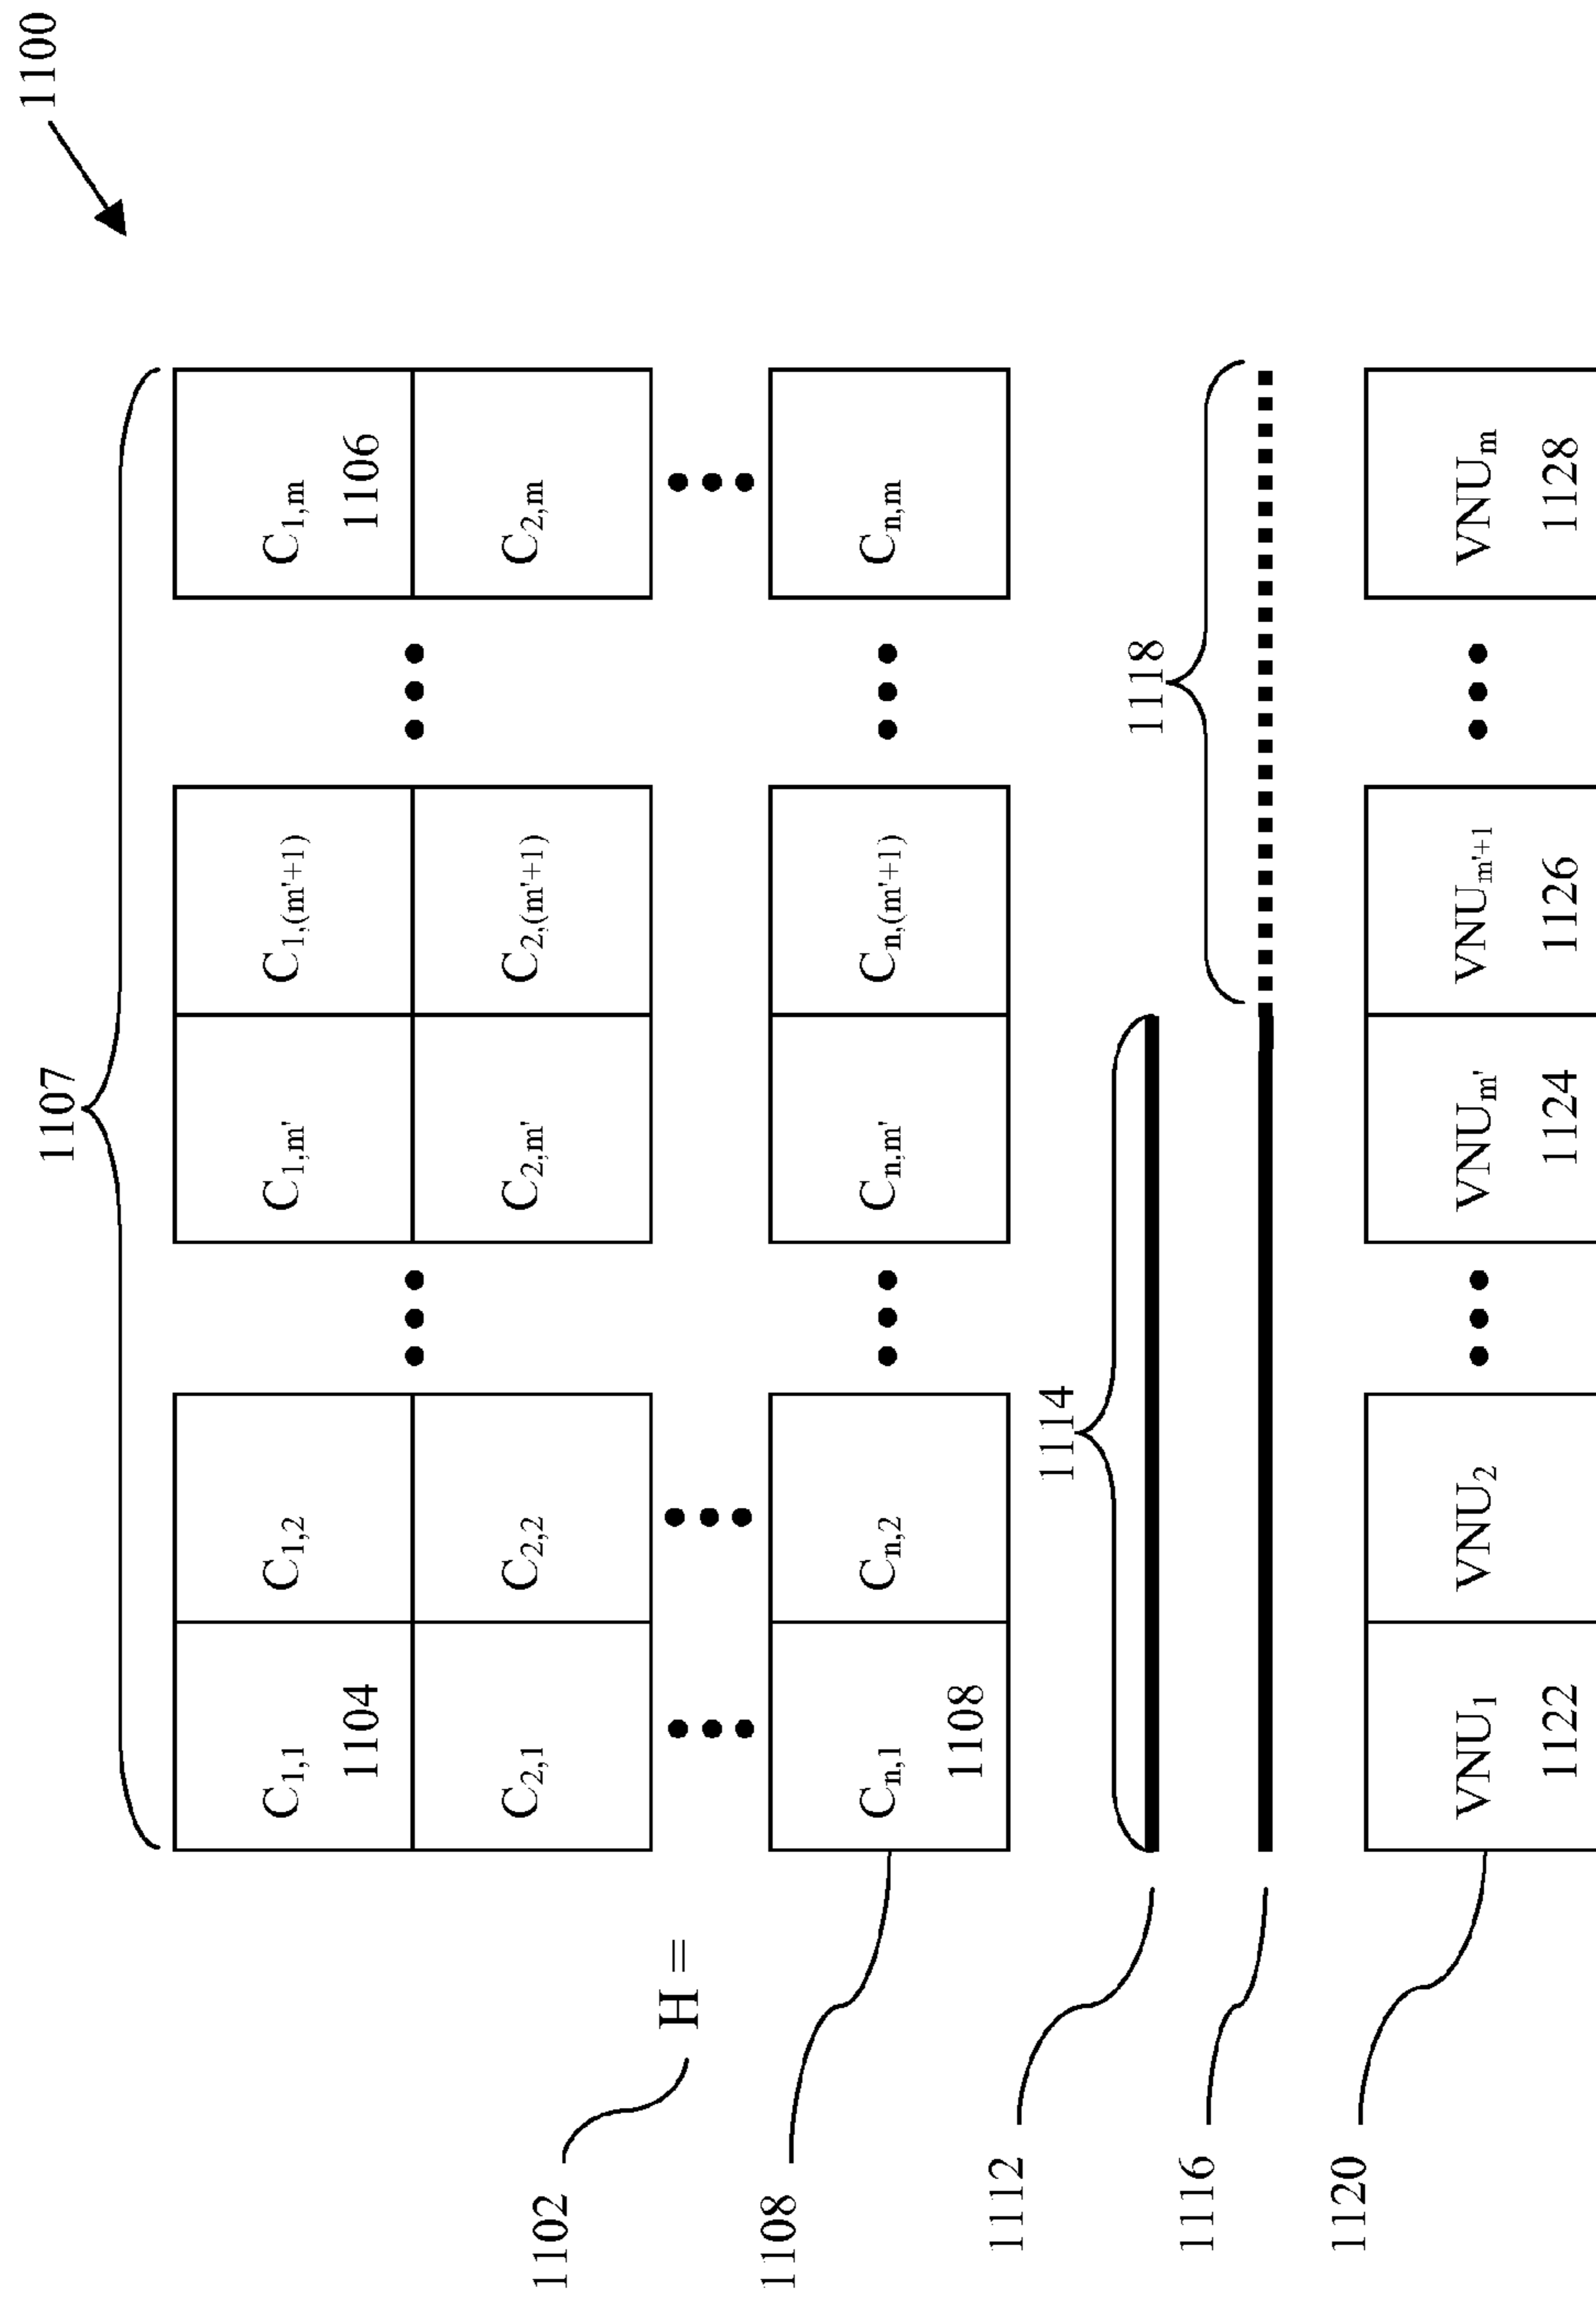 1100
1107
C1,1 1104
C1,2
C1,m'
C1,(m'+1)
C1,m 1106
C2,1
C2,2
C2,m'
C2,(m'+1)
C2,m
1102
H =
1108
Cn,1 1108
Cn,2
Cn,m'
Cn,(m'+1)
Cn,m
1114
1112
1118
1116
1120
VNU1 1122
VNU2
VNUm' 1124
VNUm'+1 1126
VNUm 1128